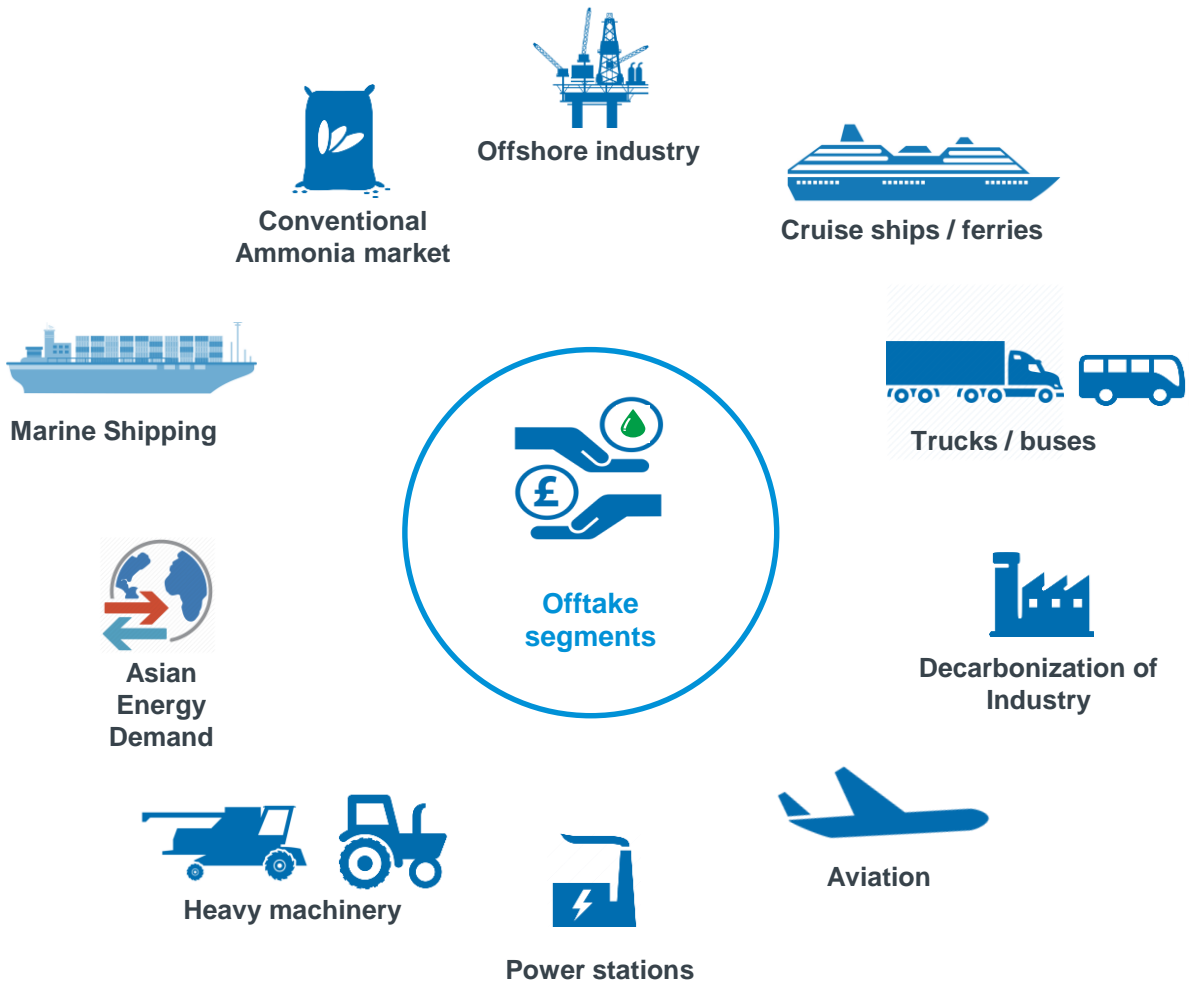 Offshore industry
Conventional
Ammonia market
Cruise ships / ferries
Marine Shipping
Trucks / buses
£
Offtake
segments
Asian
Energy
Demand
Decarbonization of
Industry
Aviation
Heavy machinery
Power stations